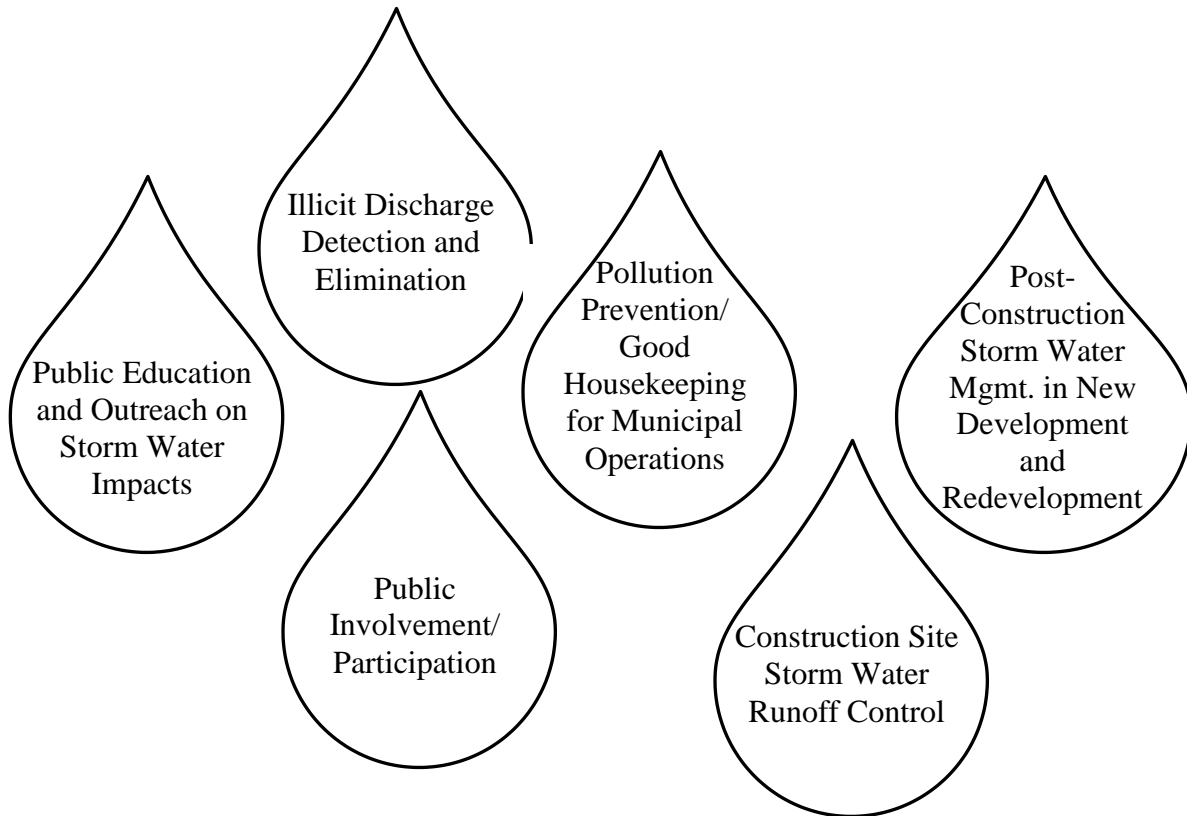 Illicit Discharge
Detection and
Elimination
Public Education
and Outreach on
Storm Water
Impacts
Pollution
Prevention/
Good
Housekeeping
for Municipal
Operations
Post-
Construction
Storm Water
Mgmt. in New
Development
and
Redevelopment
Public
Involvement/
Participation
Construction Site
Storm Water
Runoff Control